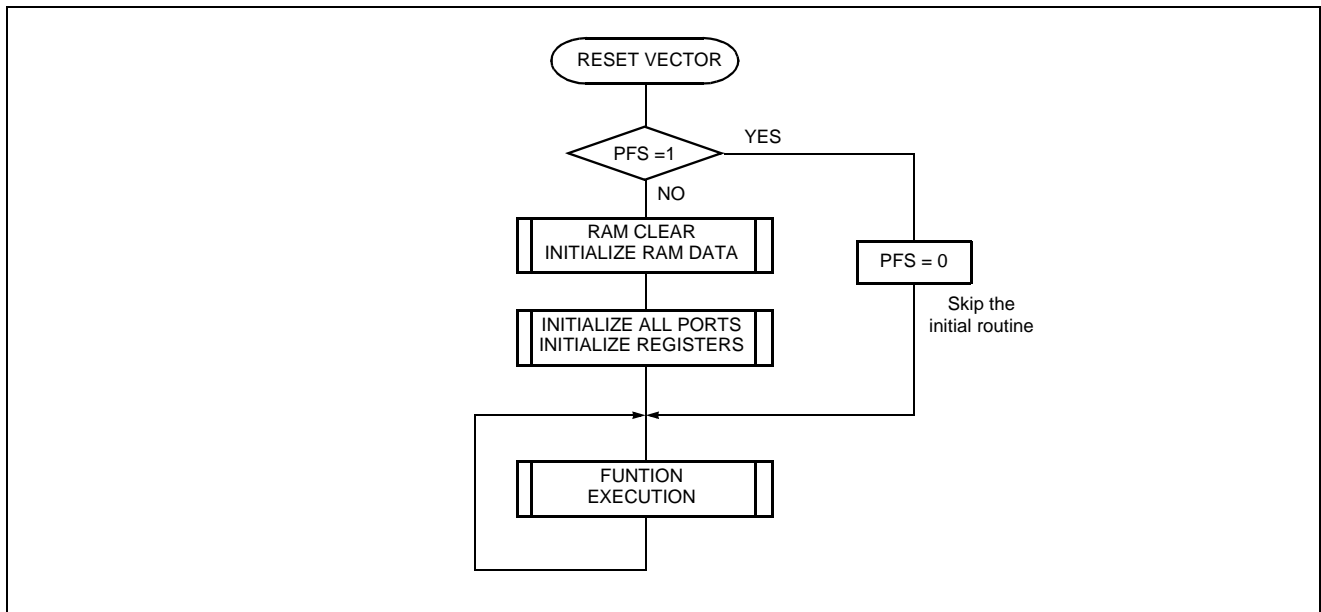 RESET VECTOR
YES
PFS =1
NO
RAM CLEAR
INITIALIZE RAM DATA
PFS = 0
Skip the
initial routine
INITIALIZE ALL PORTS
INITIALIZE REGISTERS
FUNTION
EXECUTION